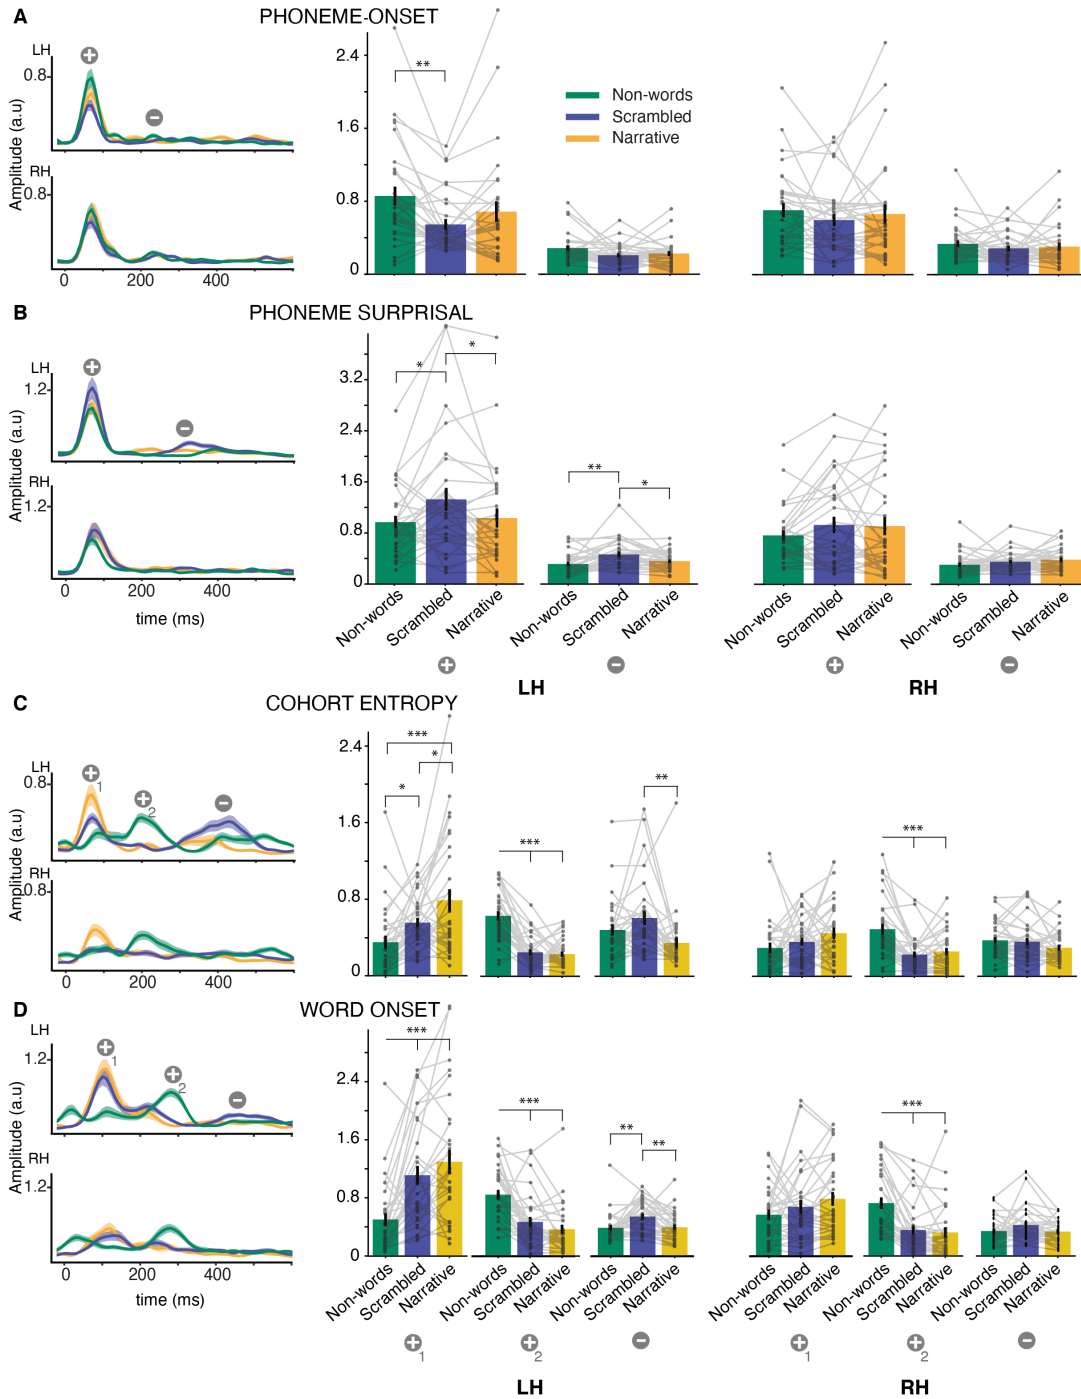 A
PHONEME-ONSET
LH
+
0.8
−
Amplitude (a.u)
RH
0.8
0 200 400
2.4
1.6
0.8
0
**
Non-words
Scrambled
Narrative
B
PHONEME SURPRISAL
LH
+
1.2
−
Amplitude (a.u)
RH
1.2
0 200 400
time (ms)
3.2
2.4
1.6
0.8
0
* *
** *
Non-words Scrambled Narrative Non-words Scrambled Narrative Non-words Scrambled Narrative Non-words Scrambled Narrative
+ − + −
LH RH
C
COHORT ENTROPY
LH
+1
0.8
+2
−
Amplitude (a.u)
RH
0.8
0 200 400
2.4
1.6
0.8
0
***
*
*
***
**
***
D
WORD ONSET
LH
+1
1.2
+2
−
Amplitude (a.u)
RH
1.2
0 200 400
time (ms)
2.4
1.6
0.8
0
***
***
** **
***
Non-words Scrambled Narrative Non-words Scrambled Narrative Non-words Scrambled Narrative Non-words Scrambled Narrative Non-words Scrambled Narrative Non-words Scrambled Narrative
+1 +2 − +1 +2 −
LH RH